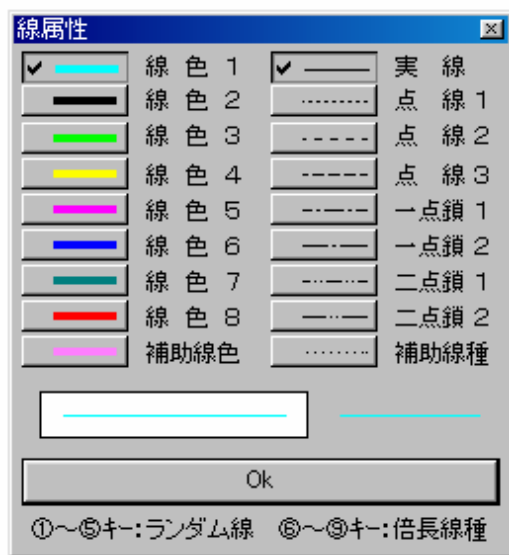 線属性
線 色 1 実 線
線 色 2 点 線 1
線 色 3 点 線 2
線 色 4 点 線 3
線 色 5 一点鎖 1
線 色 6 一点鎖 2
線 色 7 二点鎖 1
線 色 8 二点鎖 2
補助線色 補助線種
Ok
①～⑤キー:ランダム線 ⑥～⑨キー:倍長線種